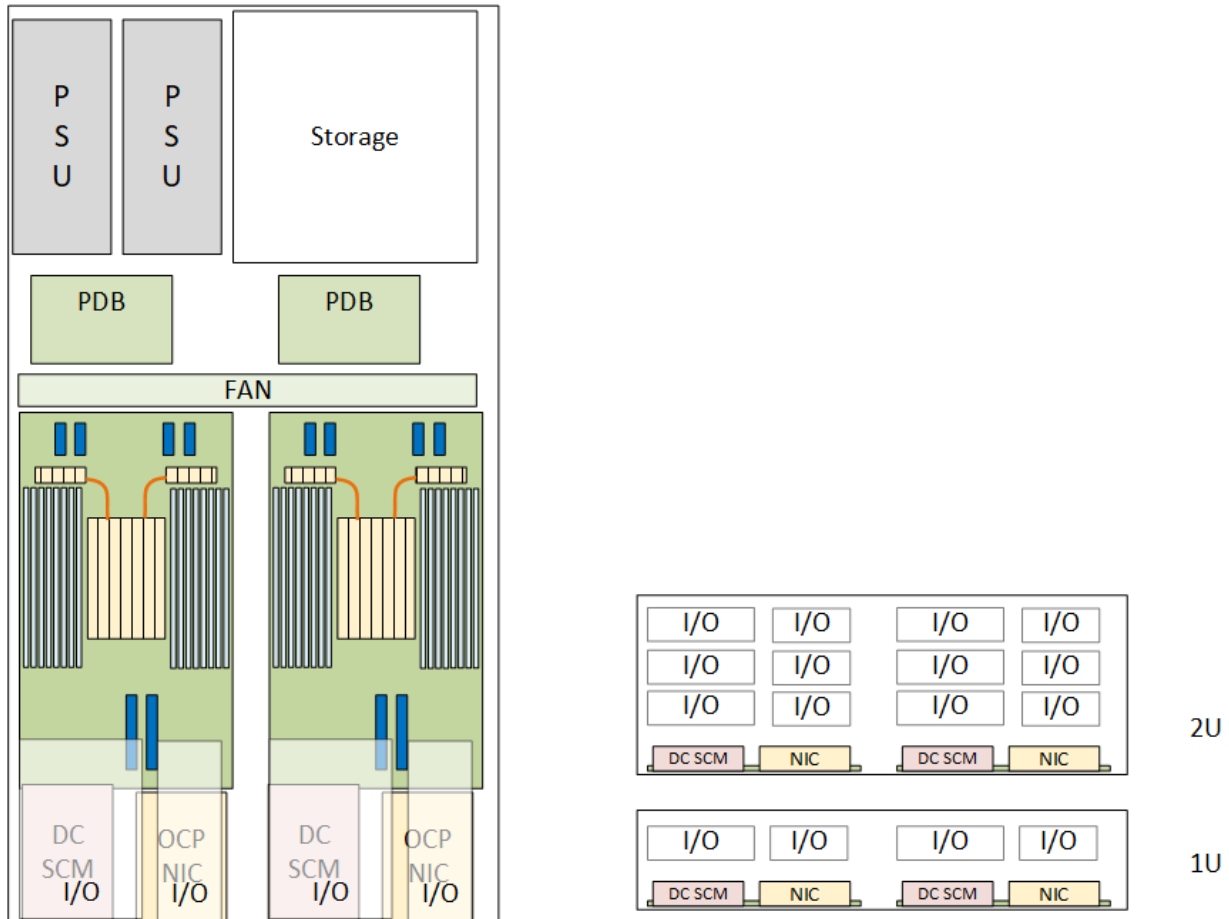 P
S
U
P
S
U
Storage
PDB
PDB
FAN
DC
SCM
I/O
OCP
NIC
I/O
DC
SCM
I/O
OCP
NIC
I/O
I/O I/O I/O I/O
I/O I/O I/O I/O
I/O I/O I/O I/O
DC SCM NIC DC SCM NIC
2U
I/O I/O I/O I/O
DC SCM NIC DC SCM NIC
1U